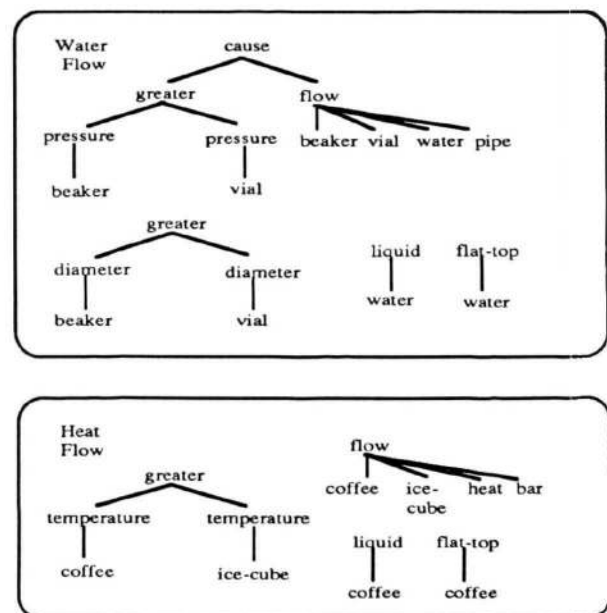 Water
Flow
cause
greater flow
pressure pressure beaker vial water pipe
beaker vial
greater
diameter diameter liquid flat-top
beaker vial water water
Heat
Flow
flow
greater coffee ice-cube heat bar
temperature temperature liquid flat-top
coffee ice-cube coffee coffee